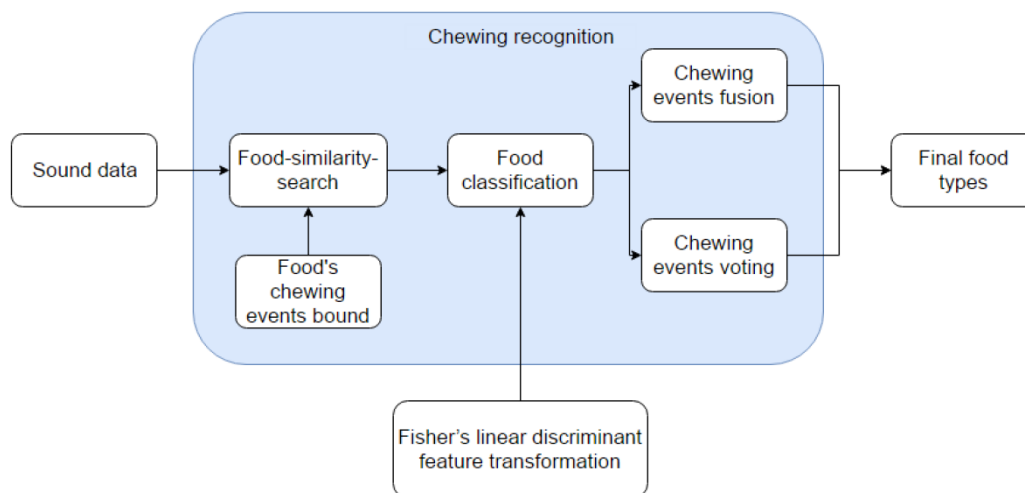 Chewing recognition
Sound data
Food-similarity-
search
Food's
chewing
events bound
Food
classification
Chewing
events fusion
Chewing
events voting
Final food
types
Fisher’s linear discriminant
feature transformation